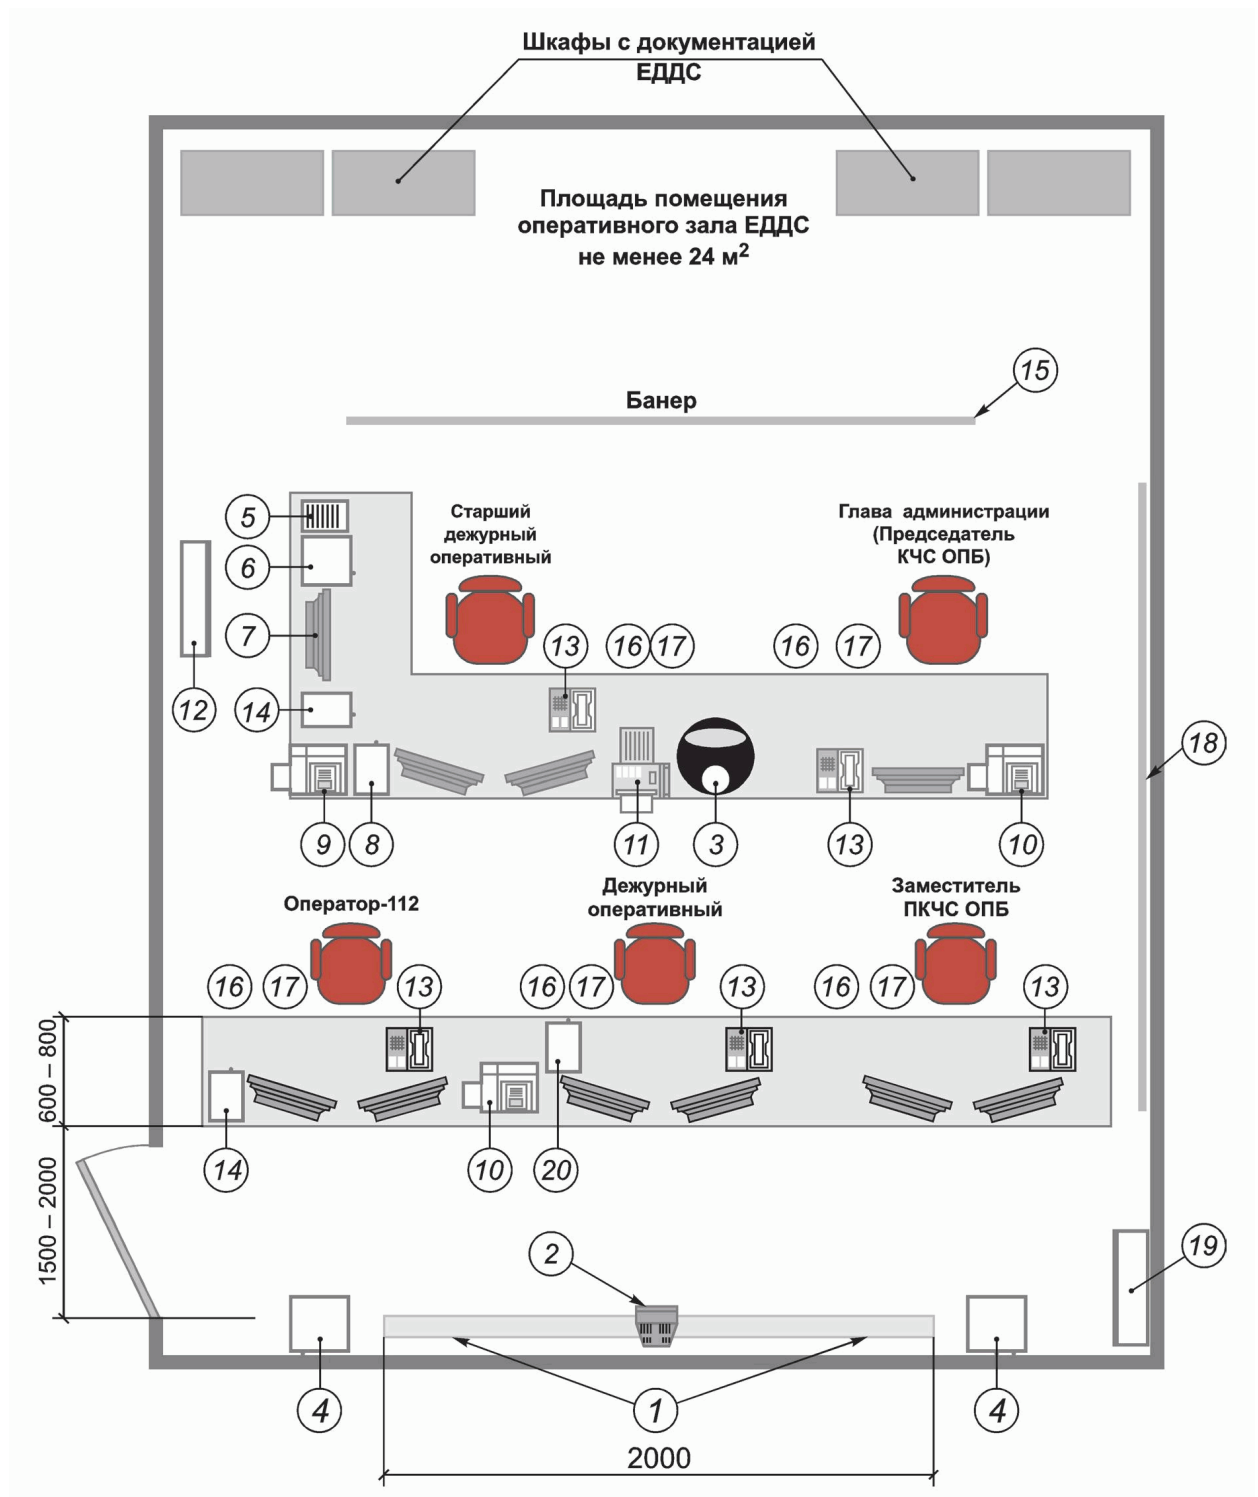 Шкафы с документацией
ЕДДС
Площадь помещения
оперативного зала ЕДДС
не менее 24 м²
15
Банер
5
Старший
дежурный
оперативный
Глава администрации
(Председатель
КЧС ОПБ)
6
7
13
16
17
16
17
12
14
18
9
8
11
3
13
10
Оператор-112
Дежурный
оперативный
Заместитель
ПКЧС ОПБ
16
17
13
16
17
13
16
17
13
600 – 800
14
10
20
1500 – 2000
2
19
4
1
4
2000